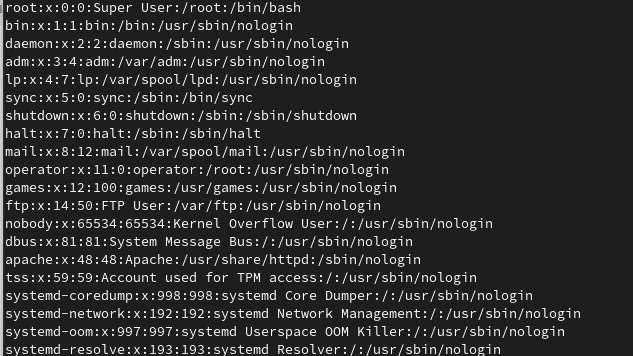 root:x:0:0:Super User:/root:/bin/bash
bin:x:1:1:bin:/bin:/usr/sbin/nologin
daemon:x:2:2:daemon:/sbin:/usr/sbin/nologin
adm:x:3:4:adm:/var/adm:/usr/sbin/nologin
lp:x:4:7:lp:/var/spool/lpd:/usr/sbin/nologin
sync:x:5:0:sync:/sbin:/bin/sync
shutdown:x:6:0:shutdown:/sbin:/sbin/shutdown
halt:x:7:0:halt:/sbin:/sbin/halt
mail:x:8:12:mail:/var/spool/mail:/usr/sbin/nologin
operator:x:11:0:operator:/root:/usr/sbin/nologin
games:x:12:100:games:/usr/games:/usr/sbin/nologin
ftp:x:14:50:FTP User:/var/ftp:/usr/sbin/nologin
nobody:x:65534:65534:Kernel Overflow User:/:/usr/sbin/nologin
dbus:x:81:81:System Message Bus:/:/usr/sbin/nologin
apache:x:48:48:Apache:/usr/share/httpd:/sbin/nologin
tss:x:59:59:Account used for TPM access:/:/usr/sbin/nologin
systemd-coredump:x:998:998:systemd Core Dumper:/:/usr/sbin/nologin
systemd-network:x:192:192:systemd Network Management:/:/usr/sbin/nologin
systemd-oom:x:997:997:systemd Userspace OOM Killer:/:/usr/sbin/nologin
systemd-resolve:x:193:193:systemd Resolver:/:/usr/sbin/nologin